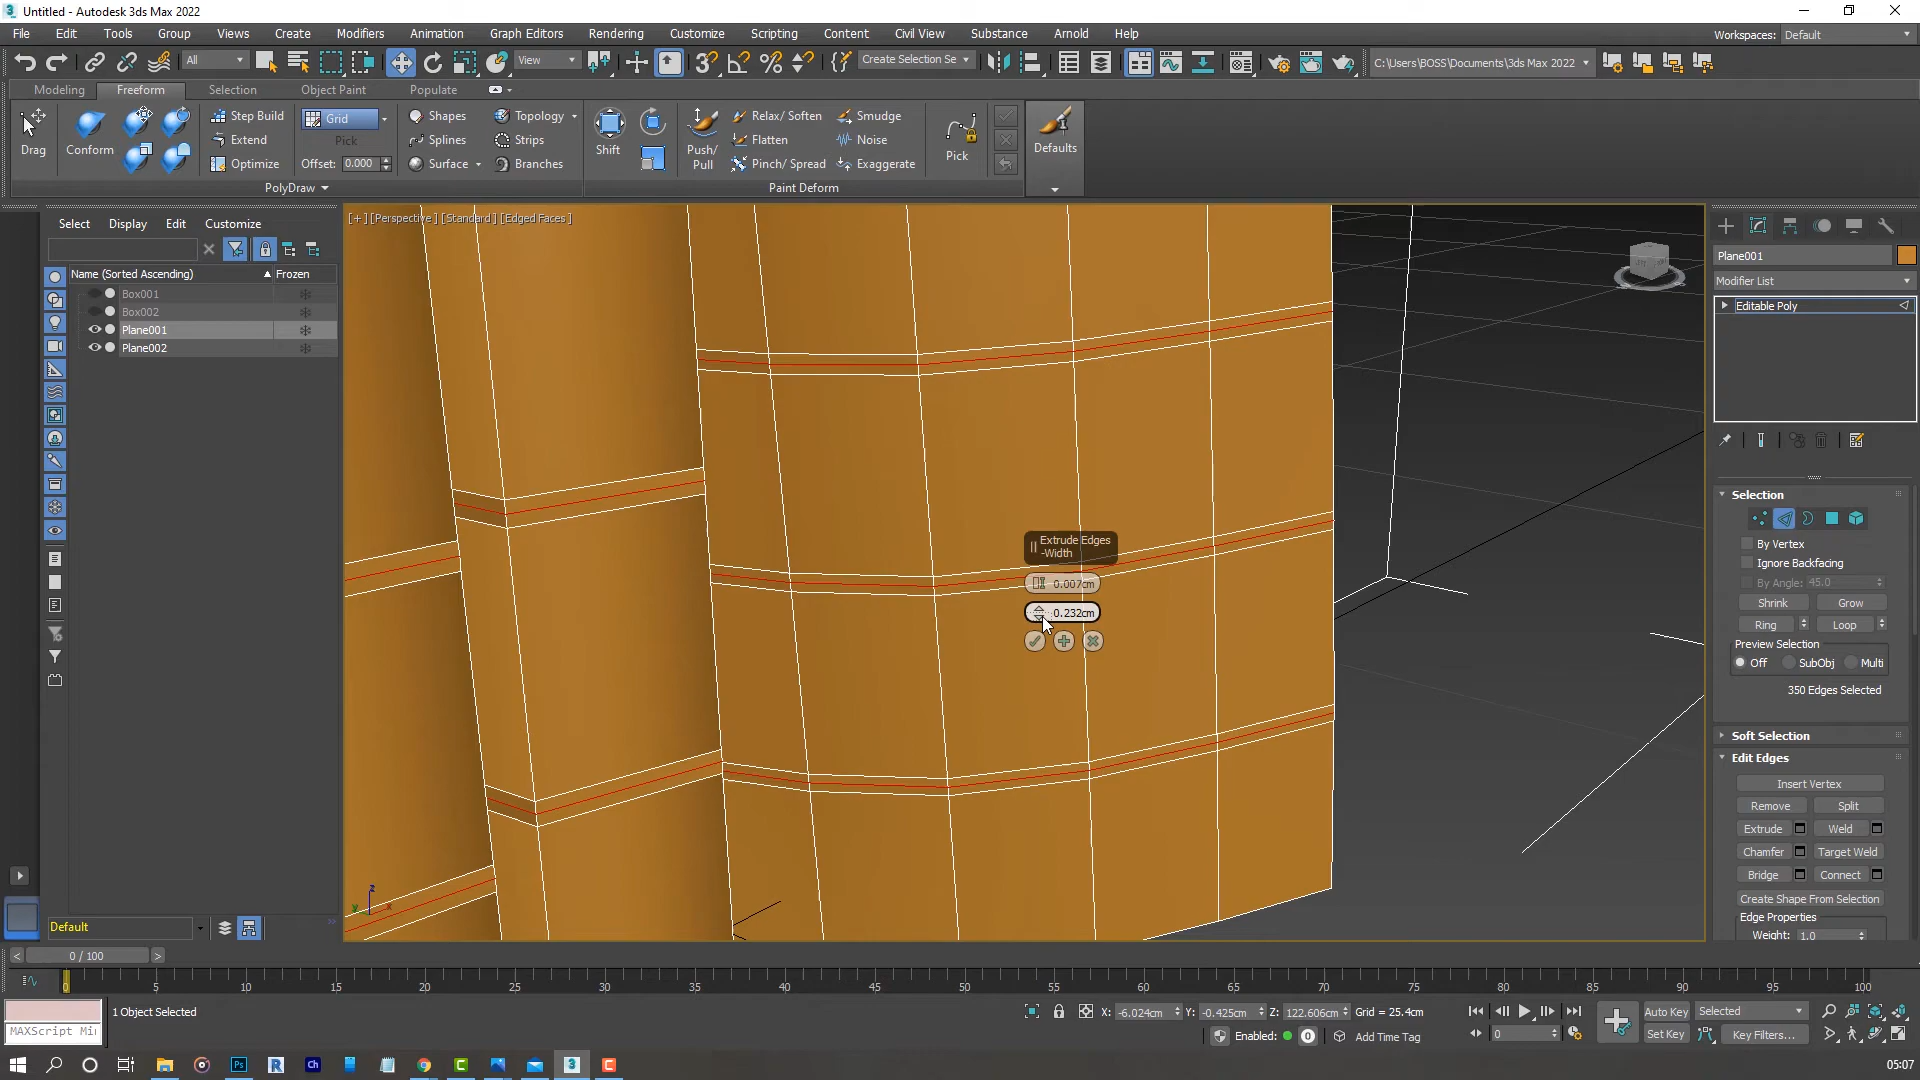 Untitled - Autodesk 3ds Max 2022
File Edit Tools Group Views Create Modifiers Animation Graph Editors Rendering Customize Scripting Content Civil View Substance Arnold Help
Workspaces: Default
All View Create Selection Se C:\Users\BOSS\Documents\3ds Max 2022
Modeling Freeform Selection Object Paint Populate
Step Build Grid Shapes Topology Relax/ Soften Smudge
Drag Conform Extend Pick Splines Strips Shift Push/ Pull Flatten Noise Pick Defaults
Optimize Offset: 0.000 Surface Branches Pinch/ Spread Exaggerate
PolyDraw Paint Deform
Select Display Edit Customize
[+] [Perspective ] [Standard ] [Edged Faces ]
Name (Sorted Ascending) Frozen
Box001
Box002
Plane001
Plane002
Extrude Edges
-Width
0.007cm
0.232cm
Plane001
Modifier List
Editable Poly
Selection
By Vertex
Ignore Backfacing
By Angle: 45.0
Shrink Grow
Ring Loop
Preview Selection
Off SubObj Multi
350 Edges Selected
Soft Selection
Edit Edges
Insert Vertex
Remove Split
Extrude Weld
Chamfer Target Weld
Bridge Connect
Create Shape From Selection
Edge Properties
Weight: 1.0
z
y
x
Default
0 / 100
0 5 10 15 20 25 30 35 40 45 50 55 60 65 70 75 80 85 90 95 100
1 Object Selected
MAXScript Mi
X: -6.024cm Y: -0.425cm Z: 122.606cm Grid = 25.4cm
Enabled: 0 Add Time Tag
0
Auto Key Selected
Set Key Key Filters...
Ps R Ch C 3 C
05:07